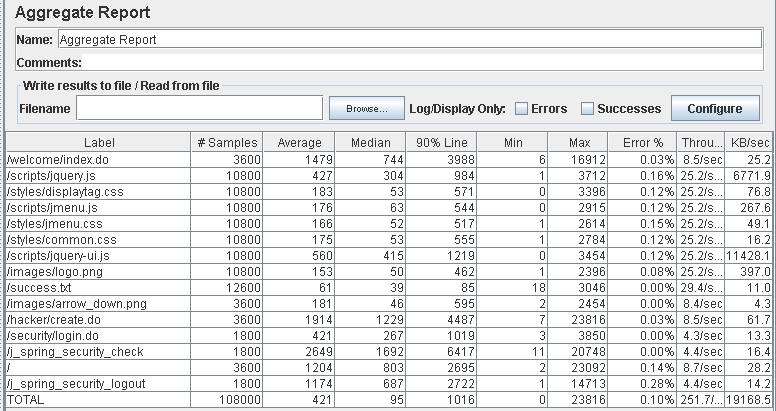 Aggregate Report
Name: Aggregate Report
Comments:
Write results to file / Read from file
Filename Browse... Log/Display Only: Errors Successes Configure
Label # Samples Average Median 90% Line Min Max Error % Throu... KB/sec
/welcome/index.do 3600 1479 744 3988 6 16912 0.03% 8.5/sec 25.2
/scripts/jquery.js 10800 427 304 984 1 3712 0.16% 25.2/s... 6771.9
/styles/displaytag.css 10800 183 53 571 0 3396 0.12% 25.2/s... 76.8
/scripts/jmenu.js 10800 176 63 544 0 2915 0.12% 25.2/s... 267.6
/styles/jmenu.css 10800 166 52 517 1 2614 0.15% 25.2/s... 49.1
/styles/common.css 10800 175 53 555 1 2784 0.12% 25.2/s... 16.2
/scripts/jquery-ui.js 10800 560 415 1219 0 3454 0.12% 25.2/s... 11428.1
/images/logo.png 10800 153 50 462 1 2396 0.08% 25.2/s... 397.0
/success.txt 12600 61 39 85 18 3046 0.00% 29.4/s... 11.0
/images/arrow_down.png 3600 181 46 595 2 2454 0.00% 8.4/sec 4.3
/hacker/create.do 3600 1914 1229 4487 7 23816 0.03% 8.5/sec 61.7
/security/login.do 1800 421 267 1019 3 3850 0.00% 4.3/sec 13.3
/j_spring_security_check 1800 2649 1692 6417 11 20748 0.00% 4.4/sec 16.4
/ 3600 1204 803 2695 2 23092 0.14% 8.7/sec 28.2
/j_spring_security_logout 1800 1174 687 2722 1 14713 0.28% 4.4/sec 14.2
TOTAL 108000 421 95 1016 0 23816 0.10% 251.7/... 19168.5